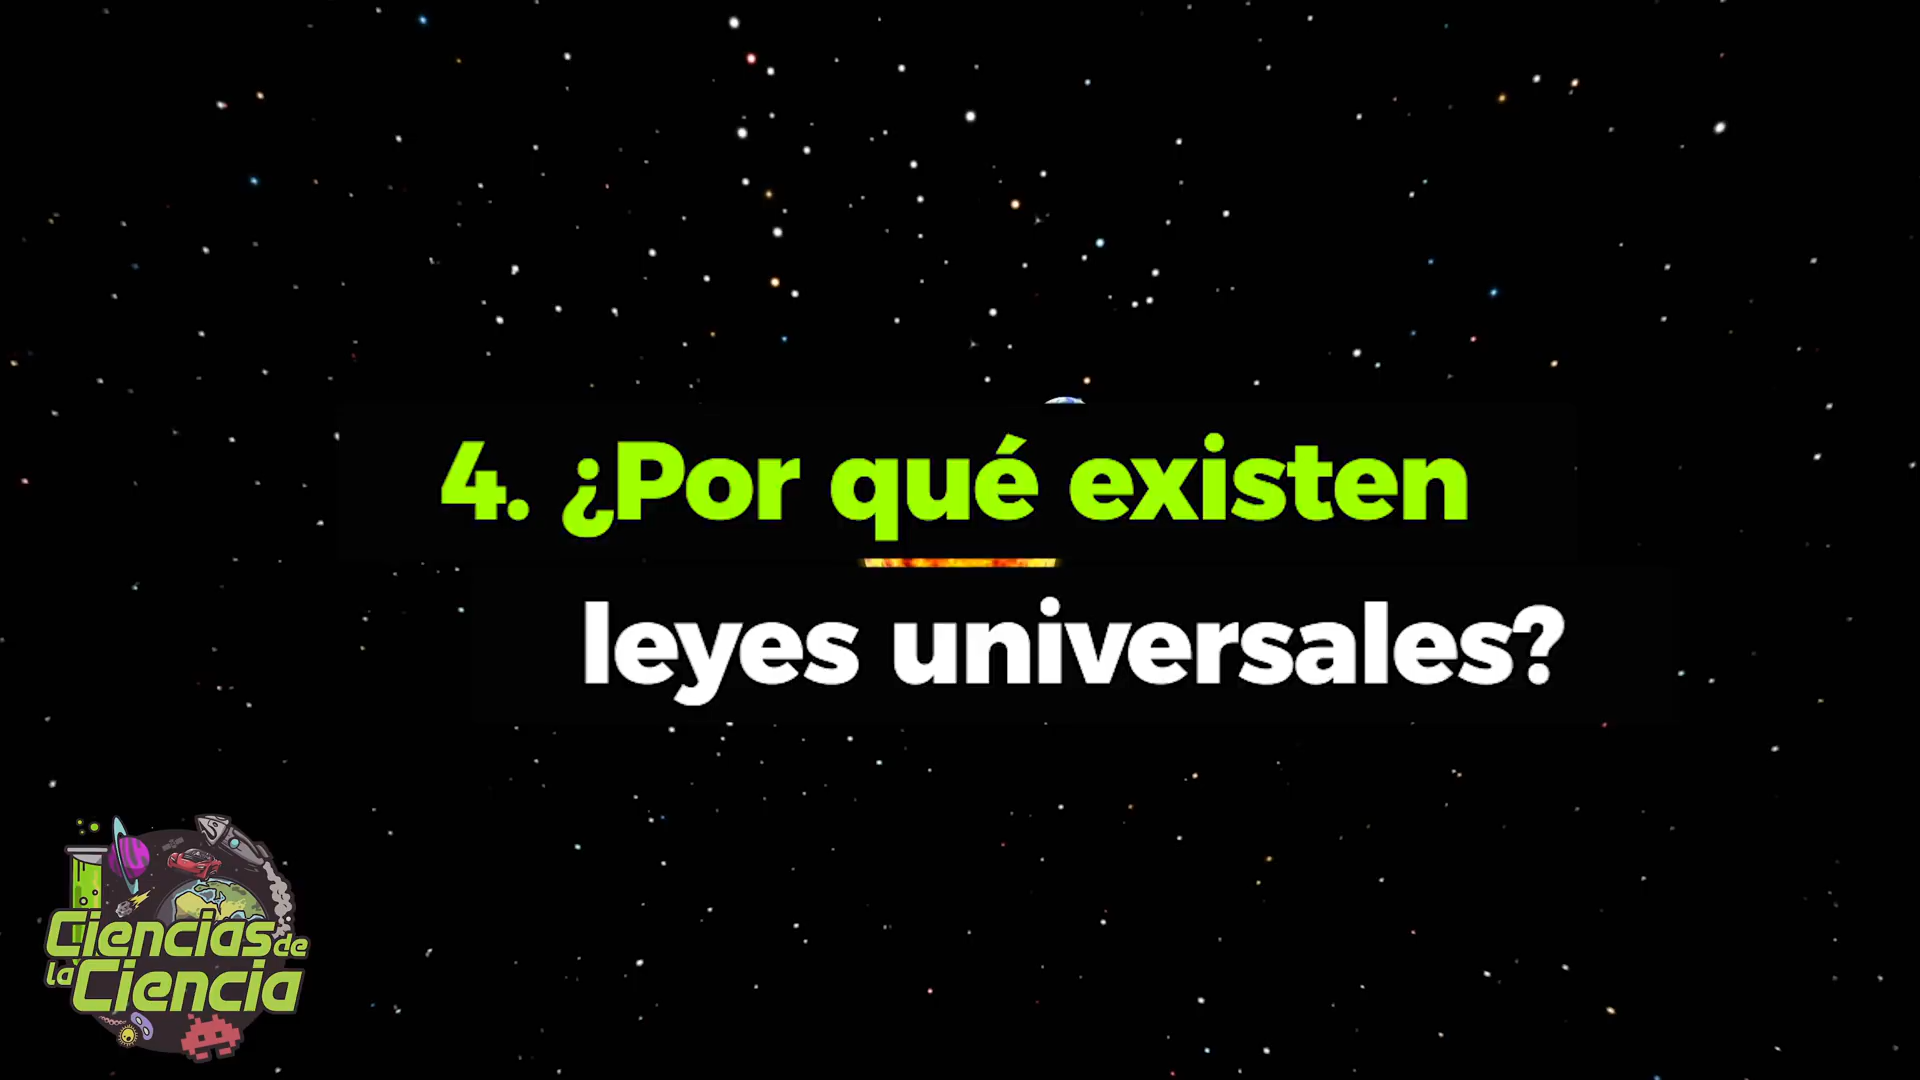 4. ¿Por qué existen
leyes universales?
Ciencias de
la Ciencia